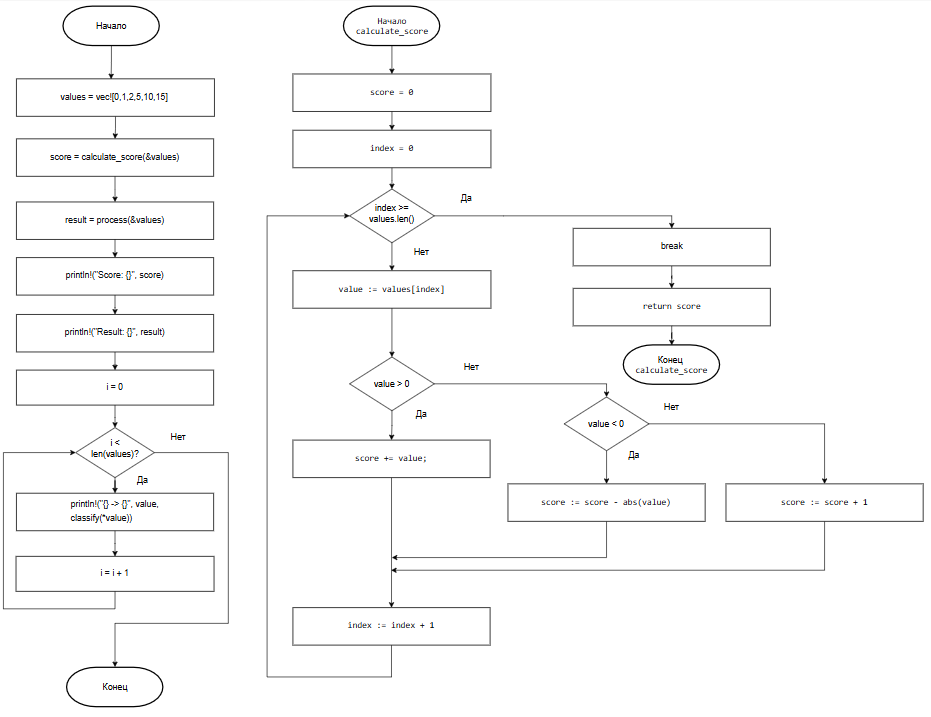 Начало
values = vec![0,1,2,5,10,15]
score = calculate_score(&values)
result = process(&values)
println!("Score: {}", score)
println!("Result: {}", result)
i = 0
i <
len(values)?
Нет
Да
println!("{} -> {}", value,
classify(*value))
i = i + 1
Конец
Начало
calculate_score
score = 0
index = 0
index >=
values.len()
Да
Нет
break
return score
Конец
calculate_score
value := values[index]
value > 0
Нет
Да
score += value;
value < 0
Нет
Да
score := score - abs(value)
score := score + 1
index := index + 1